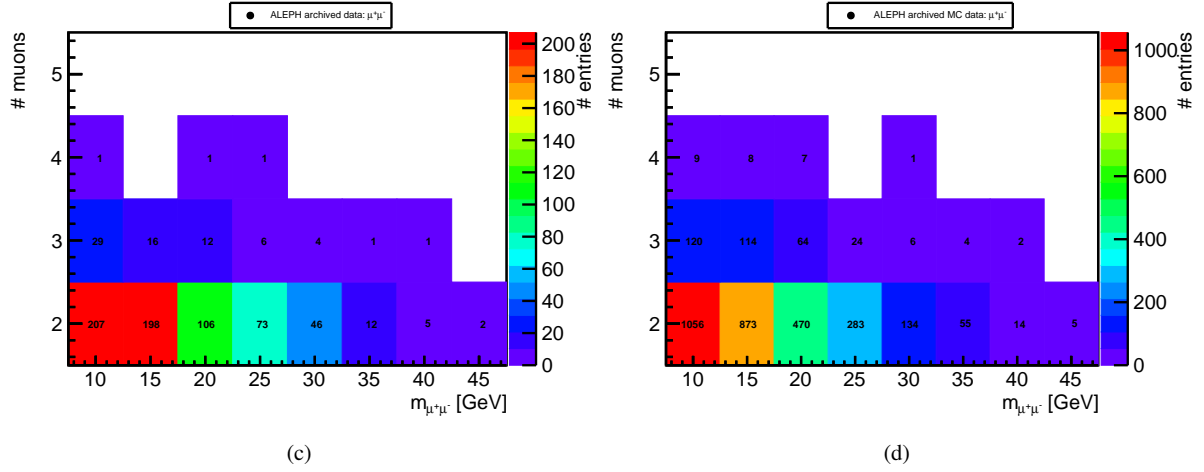 ALEPH archived data: μ⁺μ⁻
# muons
5
4
3
2
1 1 1
29 16 12 6 4 1 1
207 198 106 73 46 12 5 2
10 15 20 25 30 35 40 45
m μ⁺μ⁻ [GeV]
200
180
160
140
120
100
80
60
40
20
0
# entries
(c)
ALEPH archived MC data: μ⁺μ⁻
# muons
5
4
3
2
9 8 7 1
120 114 64 24 6 4 2
1056 873 470 283 134 55 14 5
10 15 20 25 30 35 40 45
m μ⁺μ⁻ [GeV]
1000
800
600
400
200
0
# entries
(d)